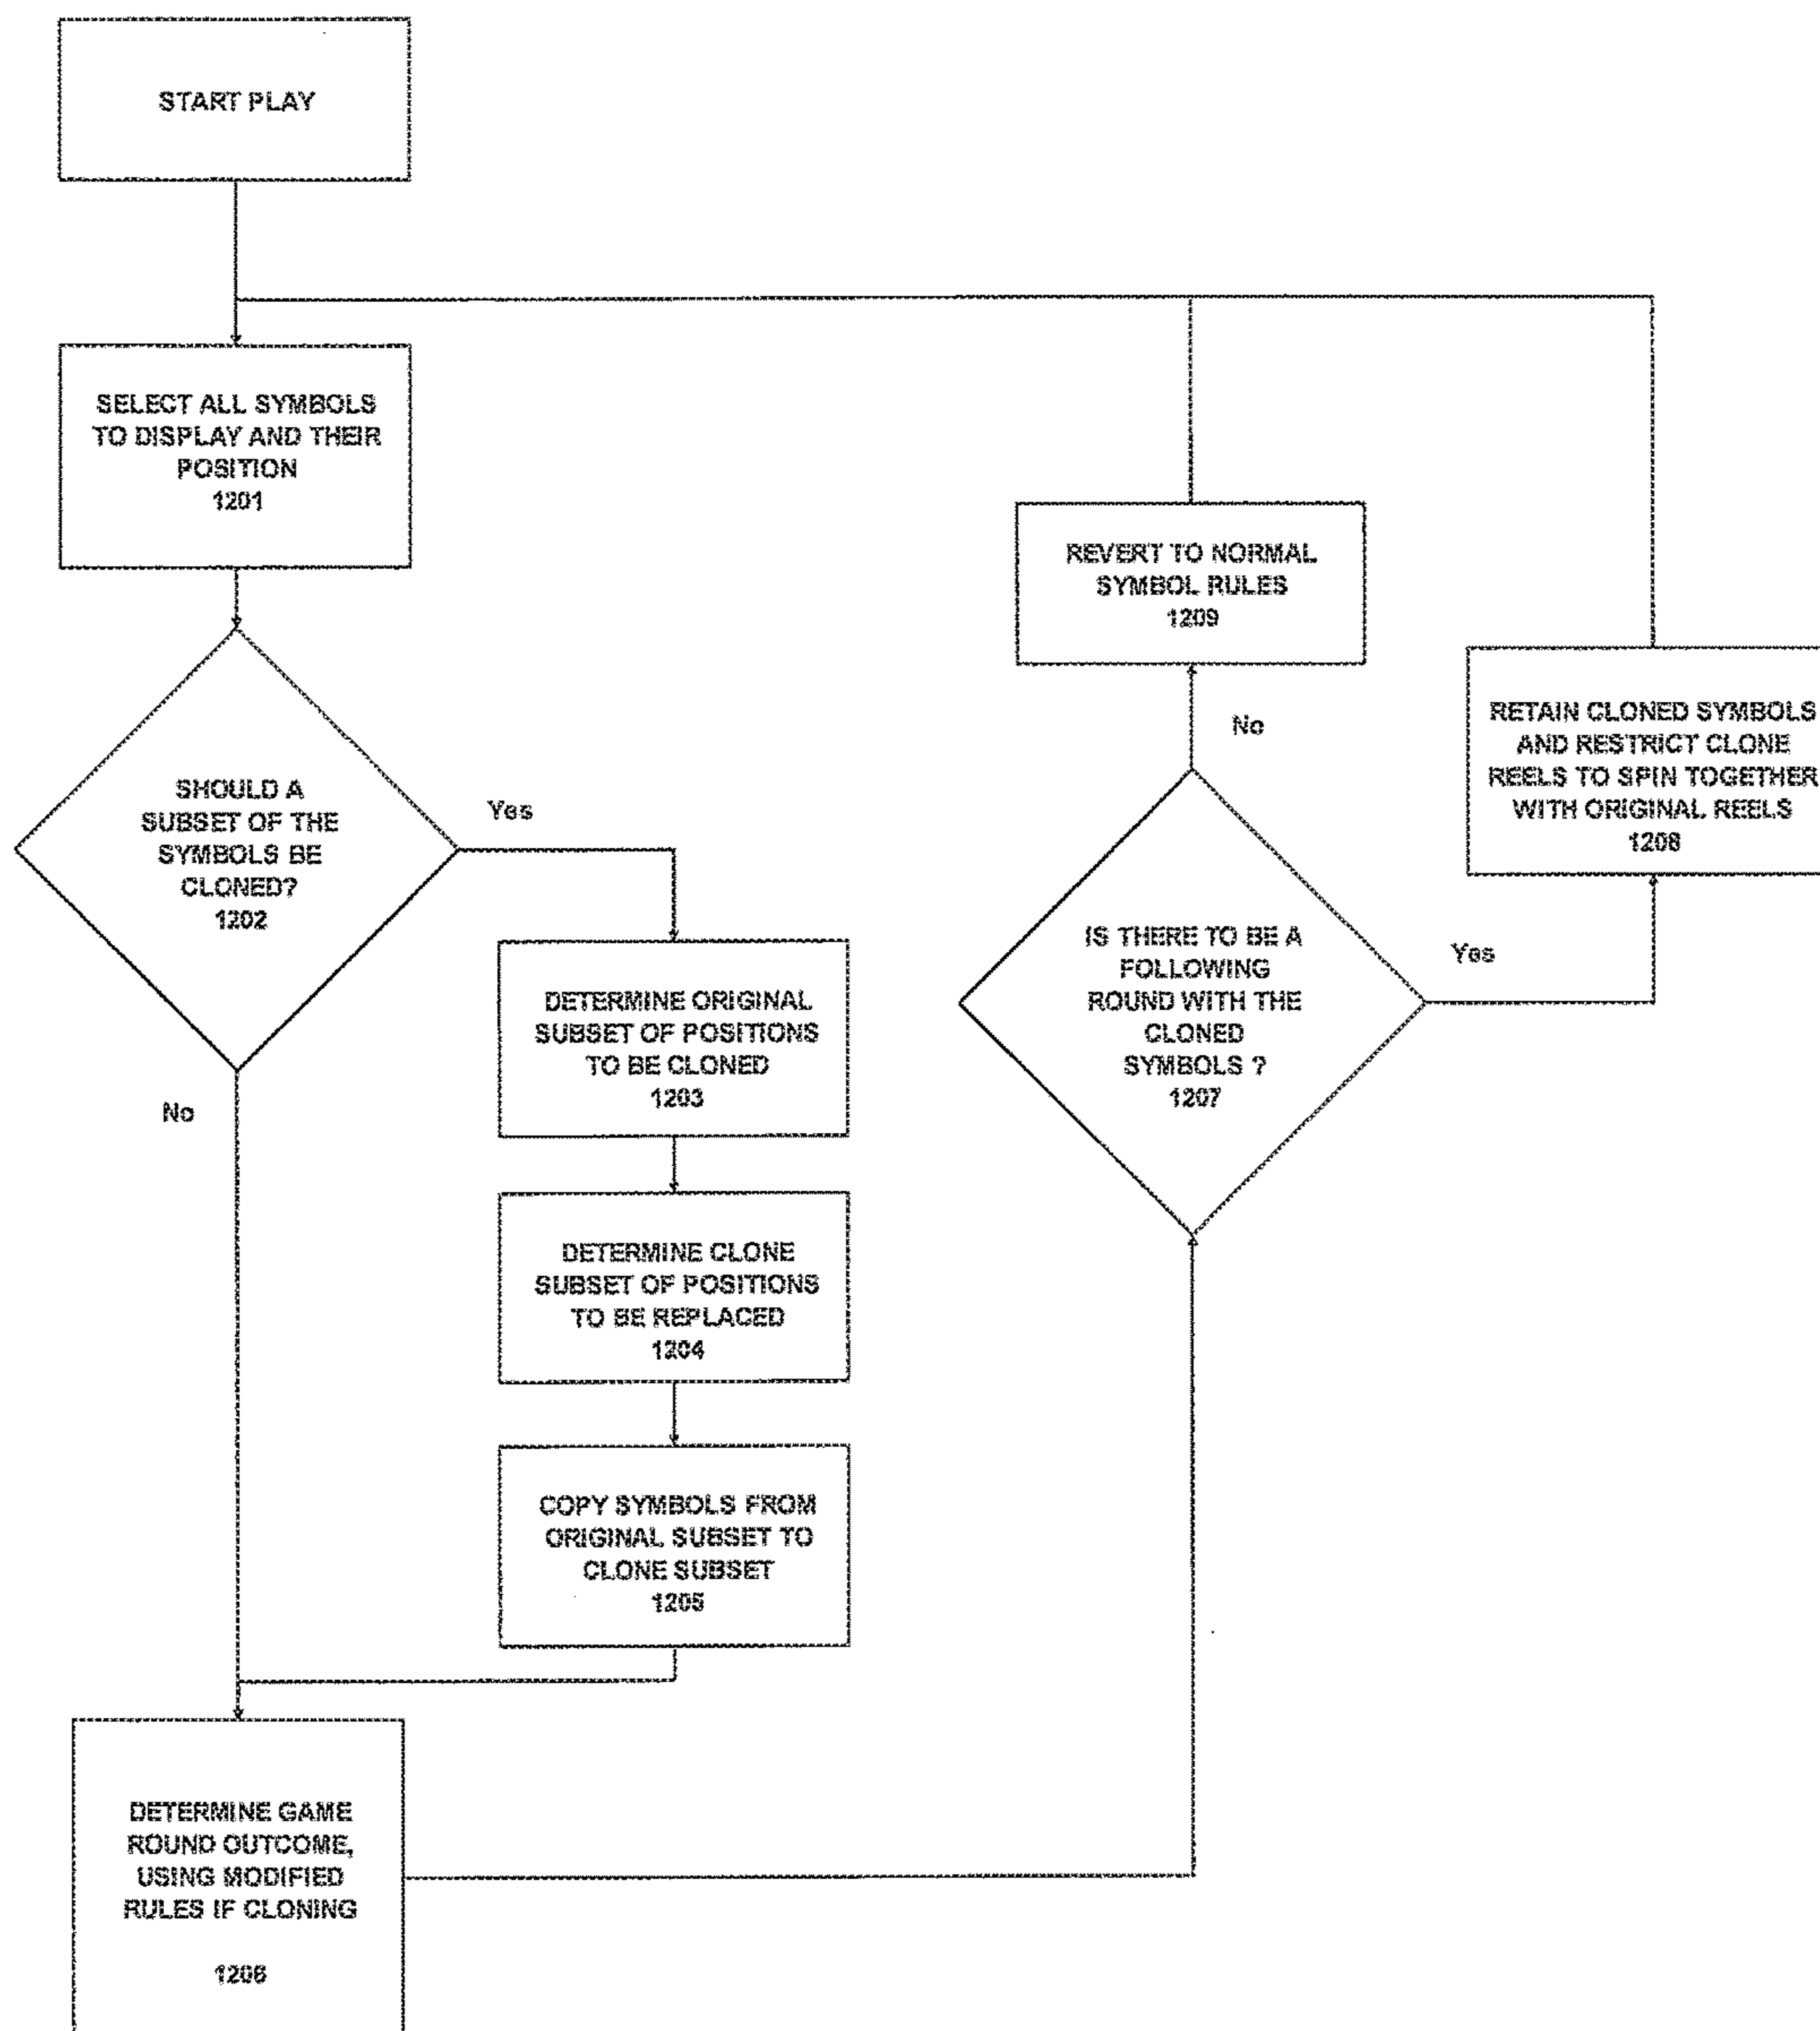 START PLAY
SELECT ALL SYMBOLS
TO DISPLAY AND THEIR
POSITION
1201
SHOULD A
SUBSET OF THE
SYMBOLS BE
CLONED?
1202
Yes
No
DETERMINE ORIGINAL
SUBSET OF POSITIONS
TO BE CLONED
1203
DETERMINE CLONE
SUBSET OF POSITIONS
TO BE REPLACED
1204
COPY SYMBOLS FROM
ORIGINAL SUBSET TO
CLONE SUBSET
1205
DETERMINE GAME
ROUND OUTCOME,
USING MODIFIED
RULES IF CLONING
1206
IS THERE TO BE A
FOLLOWING
ROUND WITH THE
CLONED
SYMBOLS ?
1207
No
Yes
REVERT TO NORMAL
SYMBOL RULES
1209
RETAIN CLONED SYMBOLS
AND RESTRICT CLONE
REELS TO SPIN TOGETHER
WITH ORIGINAL REELS
1208